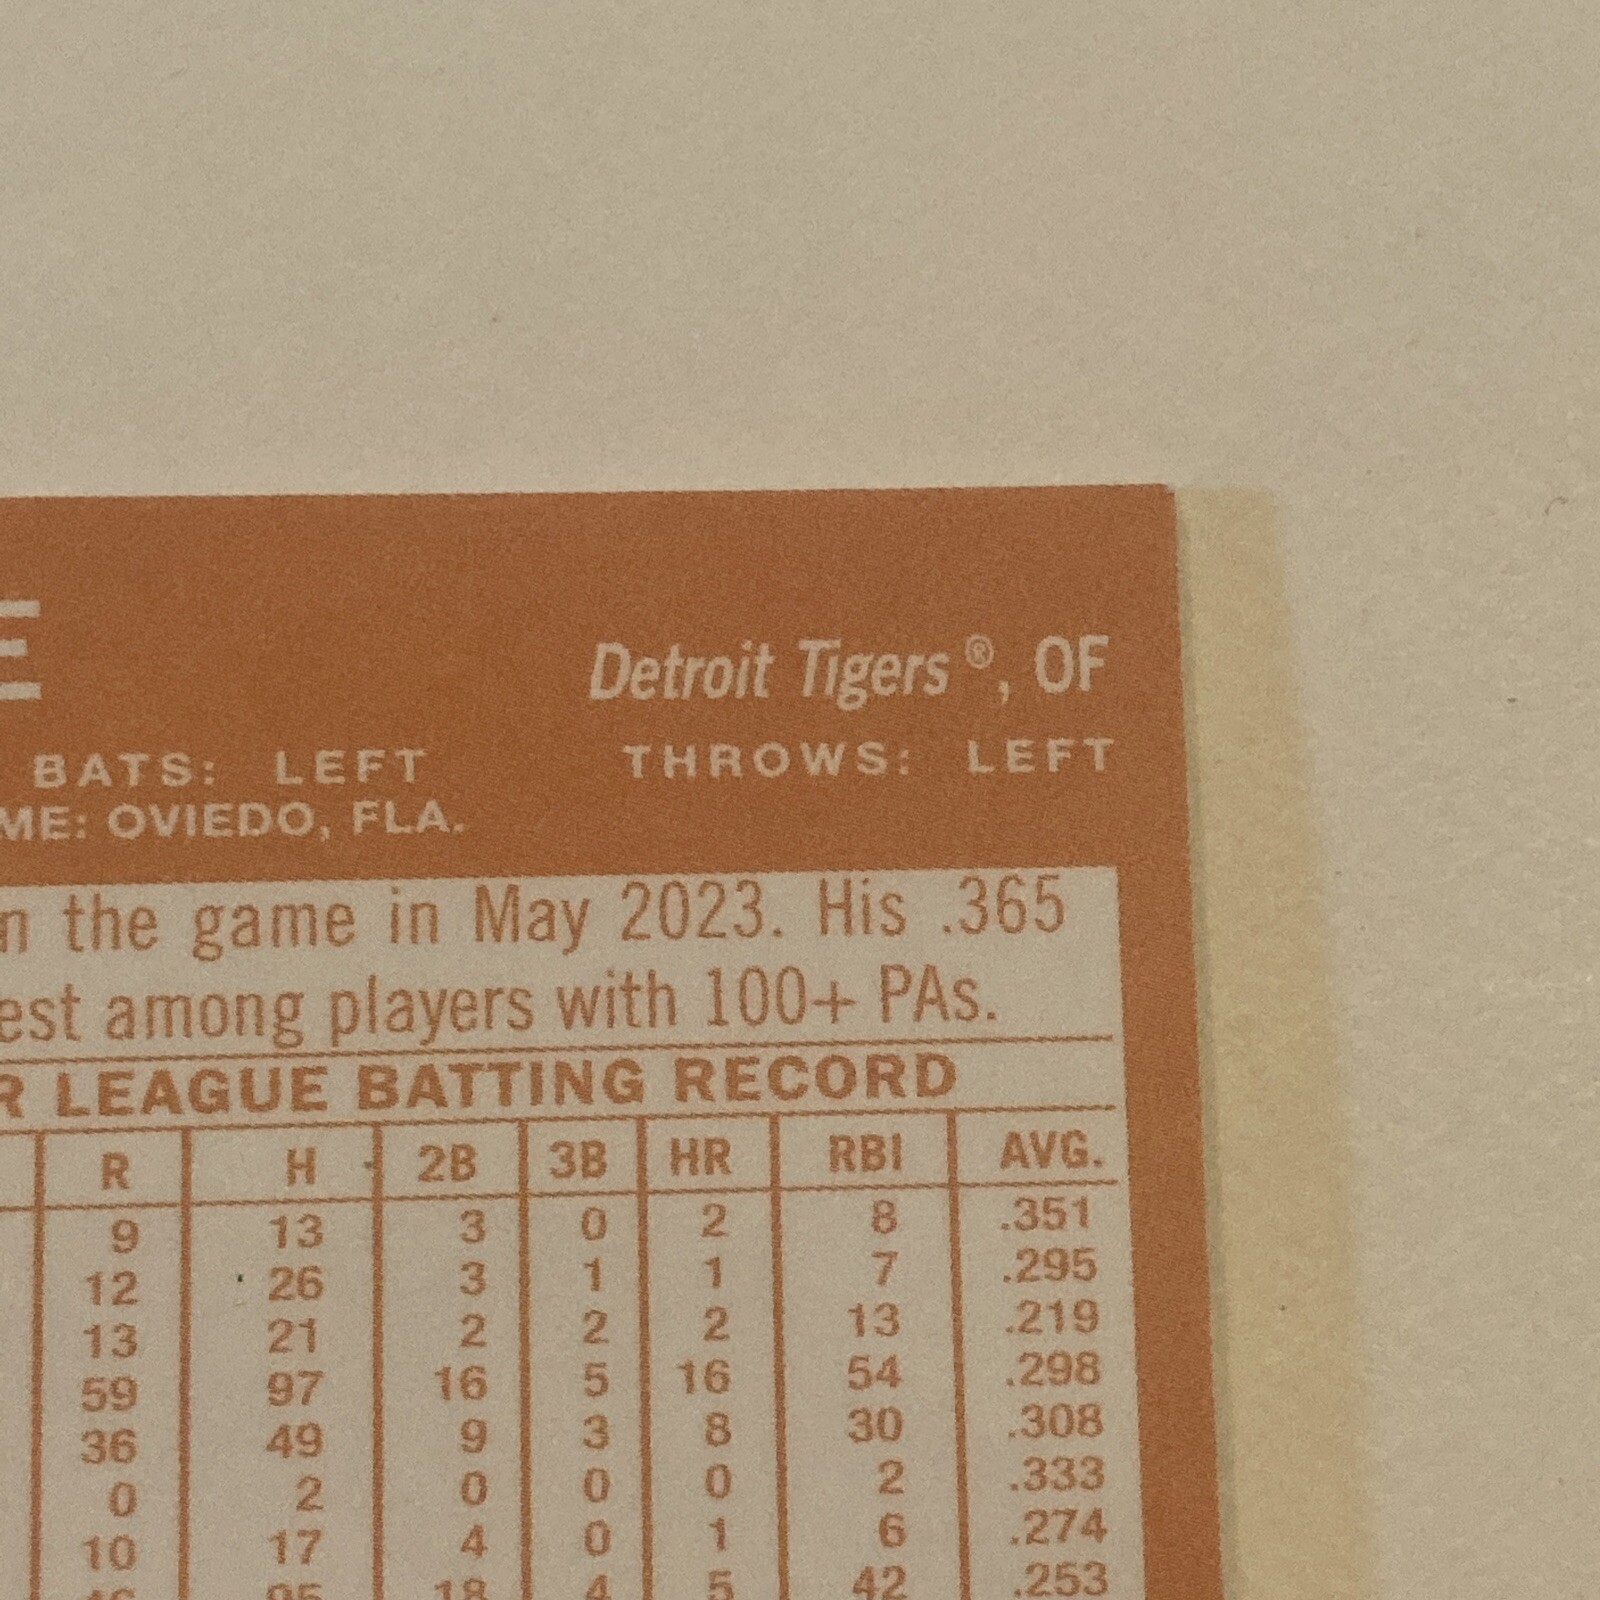 E
Detroit Tigers®, OF
BATS: LEFT THROWS: LEFT
ME: OVIEDO, FLA.
n the game in May 2023. His .365
est among players with 100+ PAs.
R LEAGUE BATTING RECORD
R H 2B 3B HR RBI AVG.
9 13 3 0 2 8 .351
12 26 3 1 1 7 .295
13 21 2 2 2 13 .219
59 97 16 5 16 54 .298
36 49 9 3 8 30 .308
0 2 0 0 0 2 .333
10 17 4 0 1 6 .274
95 18 4 5 42 .253